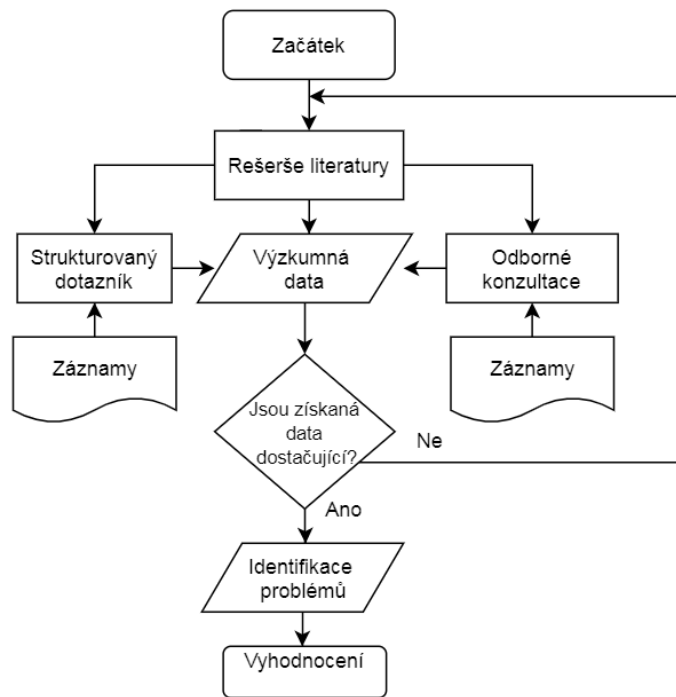 Začátek
Rešerše literatury
Strukturovaný
dotazník
Výzkumná
data
Odborné
konzultace
Záznamy
Záznamy
Jsou získaná
data
dostačující?
Ne
Ano
Identifikace
problémů
Vyhodnocení